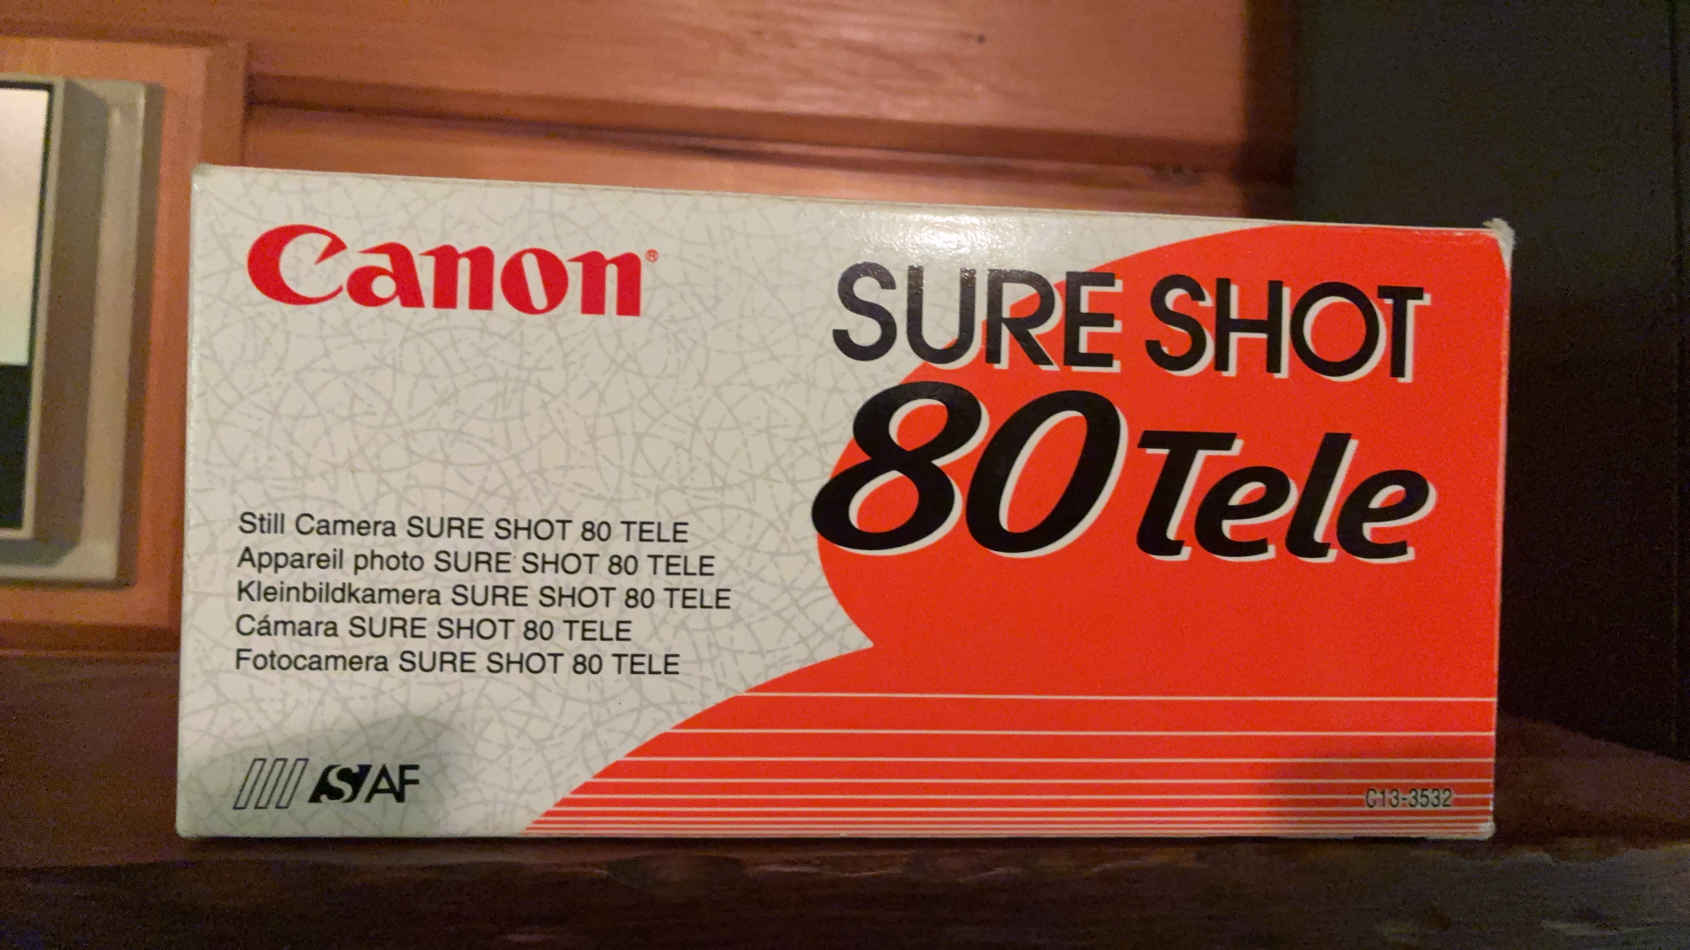 Canon®
SURE SHOT
80 Tele
Still Camera SURE SHOT 80 TELE
Appareil photo SURE SHOT 80 TELE
Kleinbildkamera SURE SHOT 80 TELE
Cámara SURE SHOT 80 TELE
Fotocamera SURE SHOT 80 TELE
S AF
C13-3532